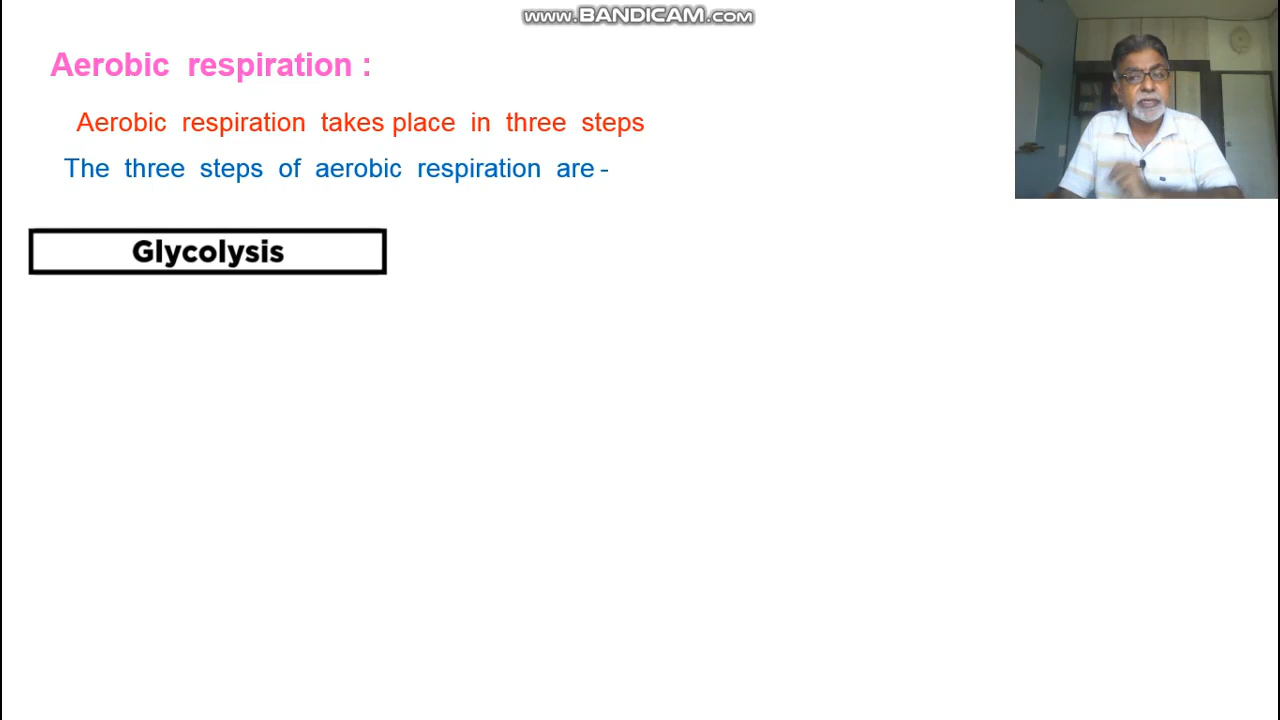 www.BANDICAM.com
Aerobic respiration :
Aerobic respiration takes place in three steps
The three steps of aerobic respiration are -
Glycolysis